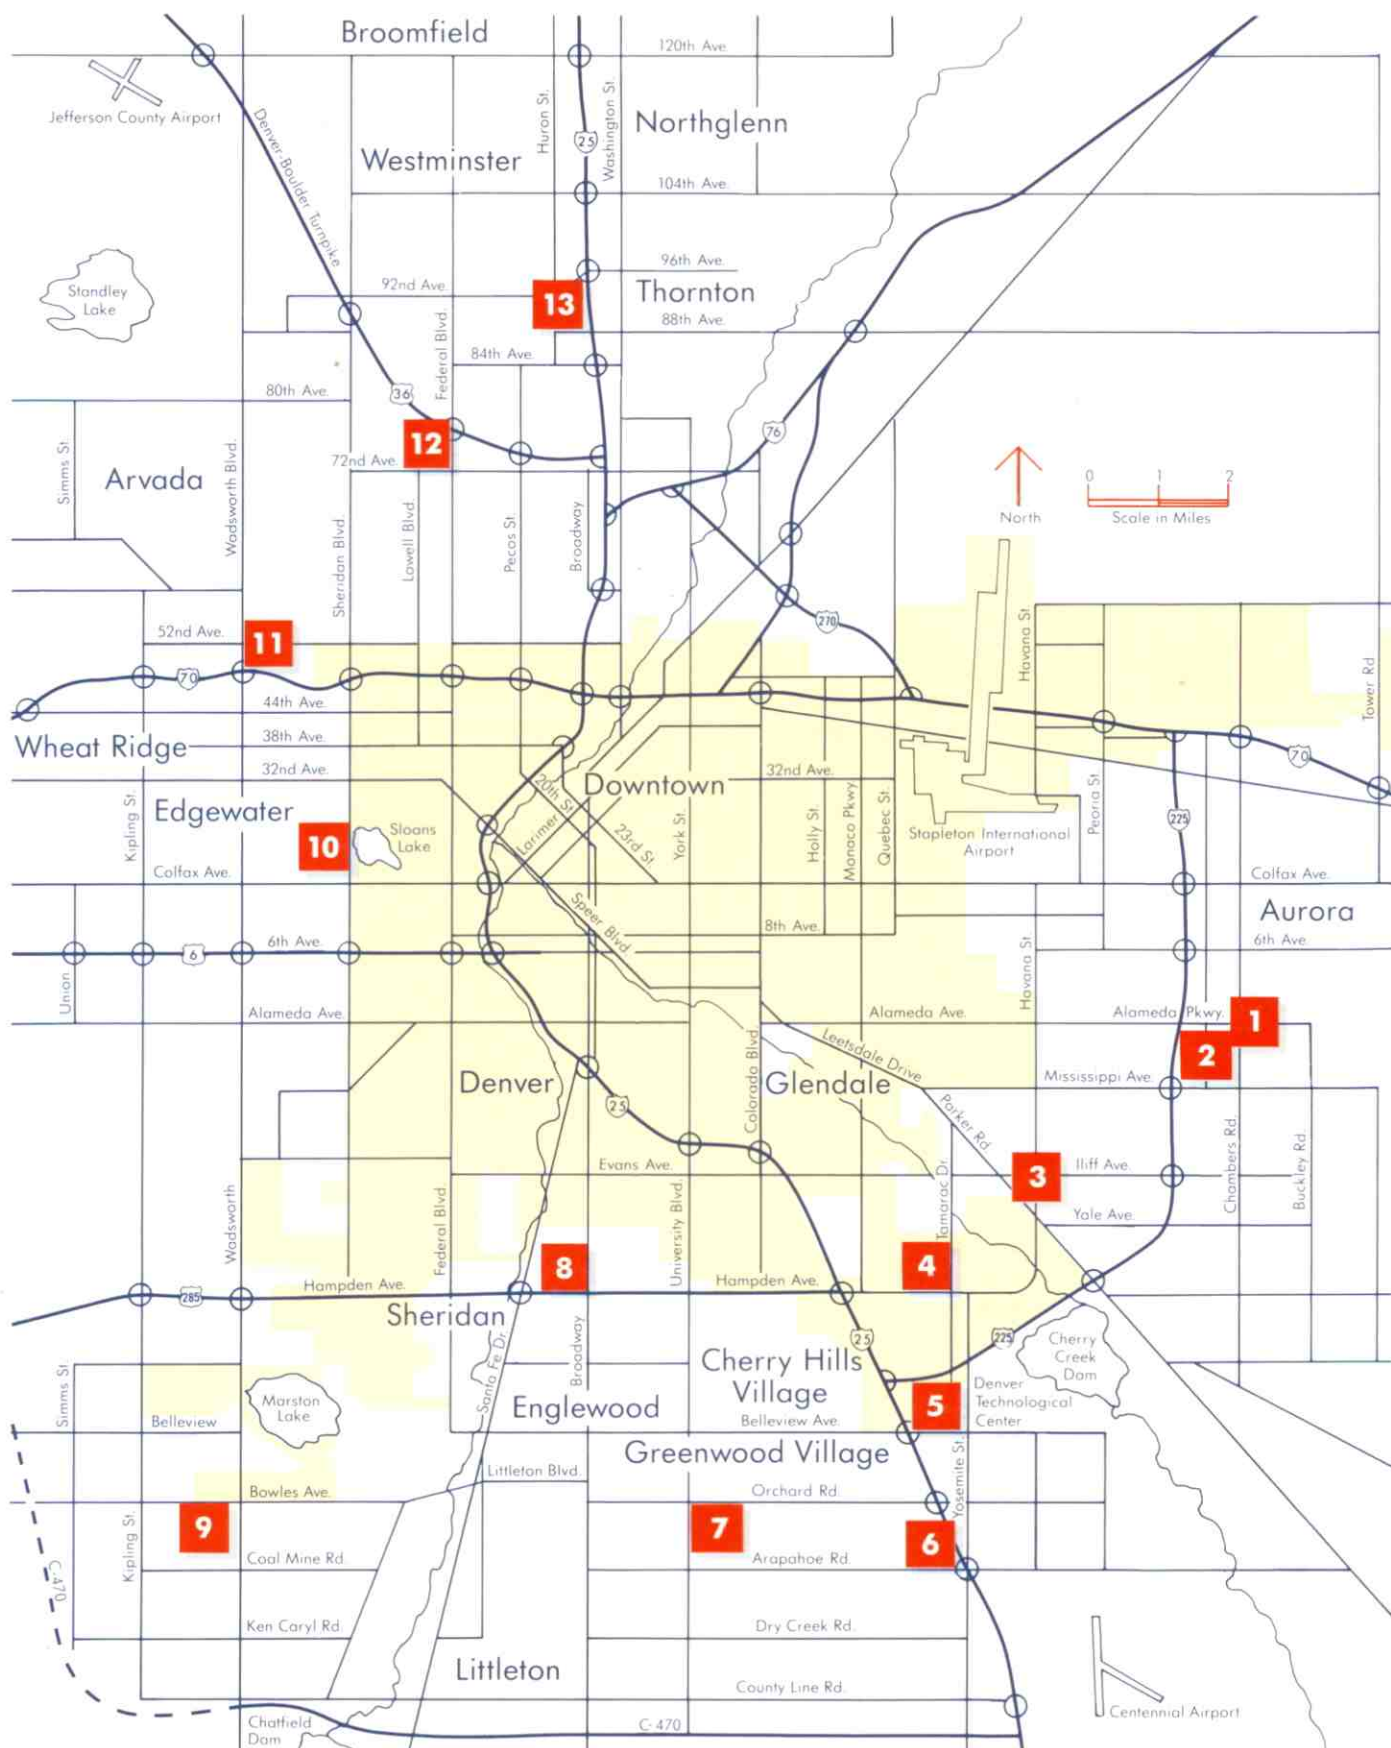 Broomfield
120th Ave.
Jefferson County Airport
Denver-Boulder Turnpike
Huron St.
25
Washington St.
Northglenn
Westminster
104th Ave.
96th Ave.
Standley
Lake
92nd Ave.
13
Thornton
88th Ave.
Federal Blvd.
84th Ave.
80th Ave.
36
76
12
72nd Ave.
Simms St.
Arvada
Wadsworth Blvd.
0 1 2
Scale in Miles
North
Sheridan Blvd.
Lowell Blvd.
Pecos St.
Broadway
270
52nd Ave.
11
Havana St.
70
Tower Rd
44th Ave.
Wheat Ridge
38th Ave.
32nd Ave.
20th St.
Downtown
32nd Ave.
70
Kipling St.
Edgewater
10
Sloans
Lake
Larimer
23rd St.
York St.
Holly St.
Monaco Pkwy
Quebec St.
Stapleton International
Airport
Peoria St
225
Colfax Ave.
Colfax Ave.
Speer Blvd.
8th Ave.
Aurora
6th Ave.
6
6th Ave
Union
Havana St
Alameda Ave.
Alameda Ave.
Alameda Pkwy.
1
2
Leetsdale Drive
Colorado Blvd
Denver
Glendale
Mississippi Ave.
25
Parker Rd
Chambers Rd.
Buckley Rd.
Evans Ave.
Tamarac Dr.
3
Iliff Ave.
Yale Ave.
Wadsworth
Federal Blvd.
University Blvd.
8
4
Hampden Ave.
Hampden Ave.
285
Sheridan
Santa Fe Dr.
Broadway
25
225
Cherry
Creek
Dam
Cherry Hills
Village
Simms St
Marston
Lake
Englewood
5
Denver
Technological
Center
Belleview
Belleview Ave.
Greenwood Village
Yosemite St.
Littleton Blvd.
Bowles Ave.
Orchard Rd.
9
7
6
Kipling St.
Coal Mine Rd.
Arapahoe Rd.
C-470
Ken Caryl Rd.
Dry Creek Rd.
Littleton
County Line Rd.
Centennial Airport
Chatfield
Dam
C-470